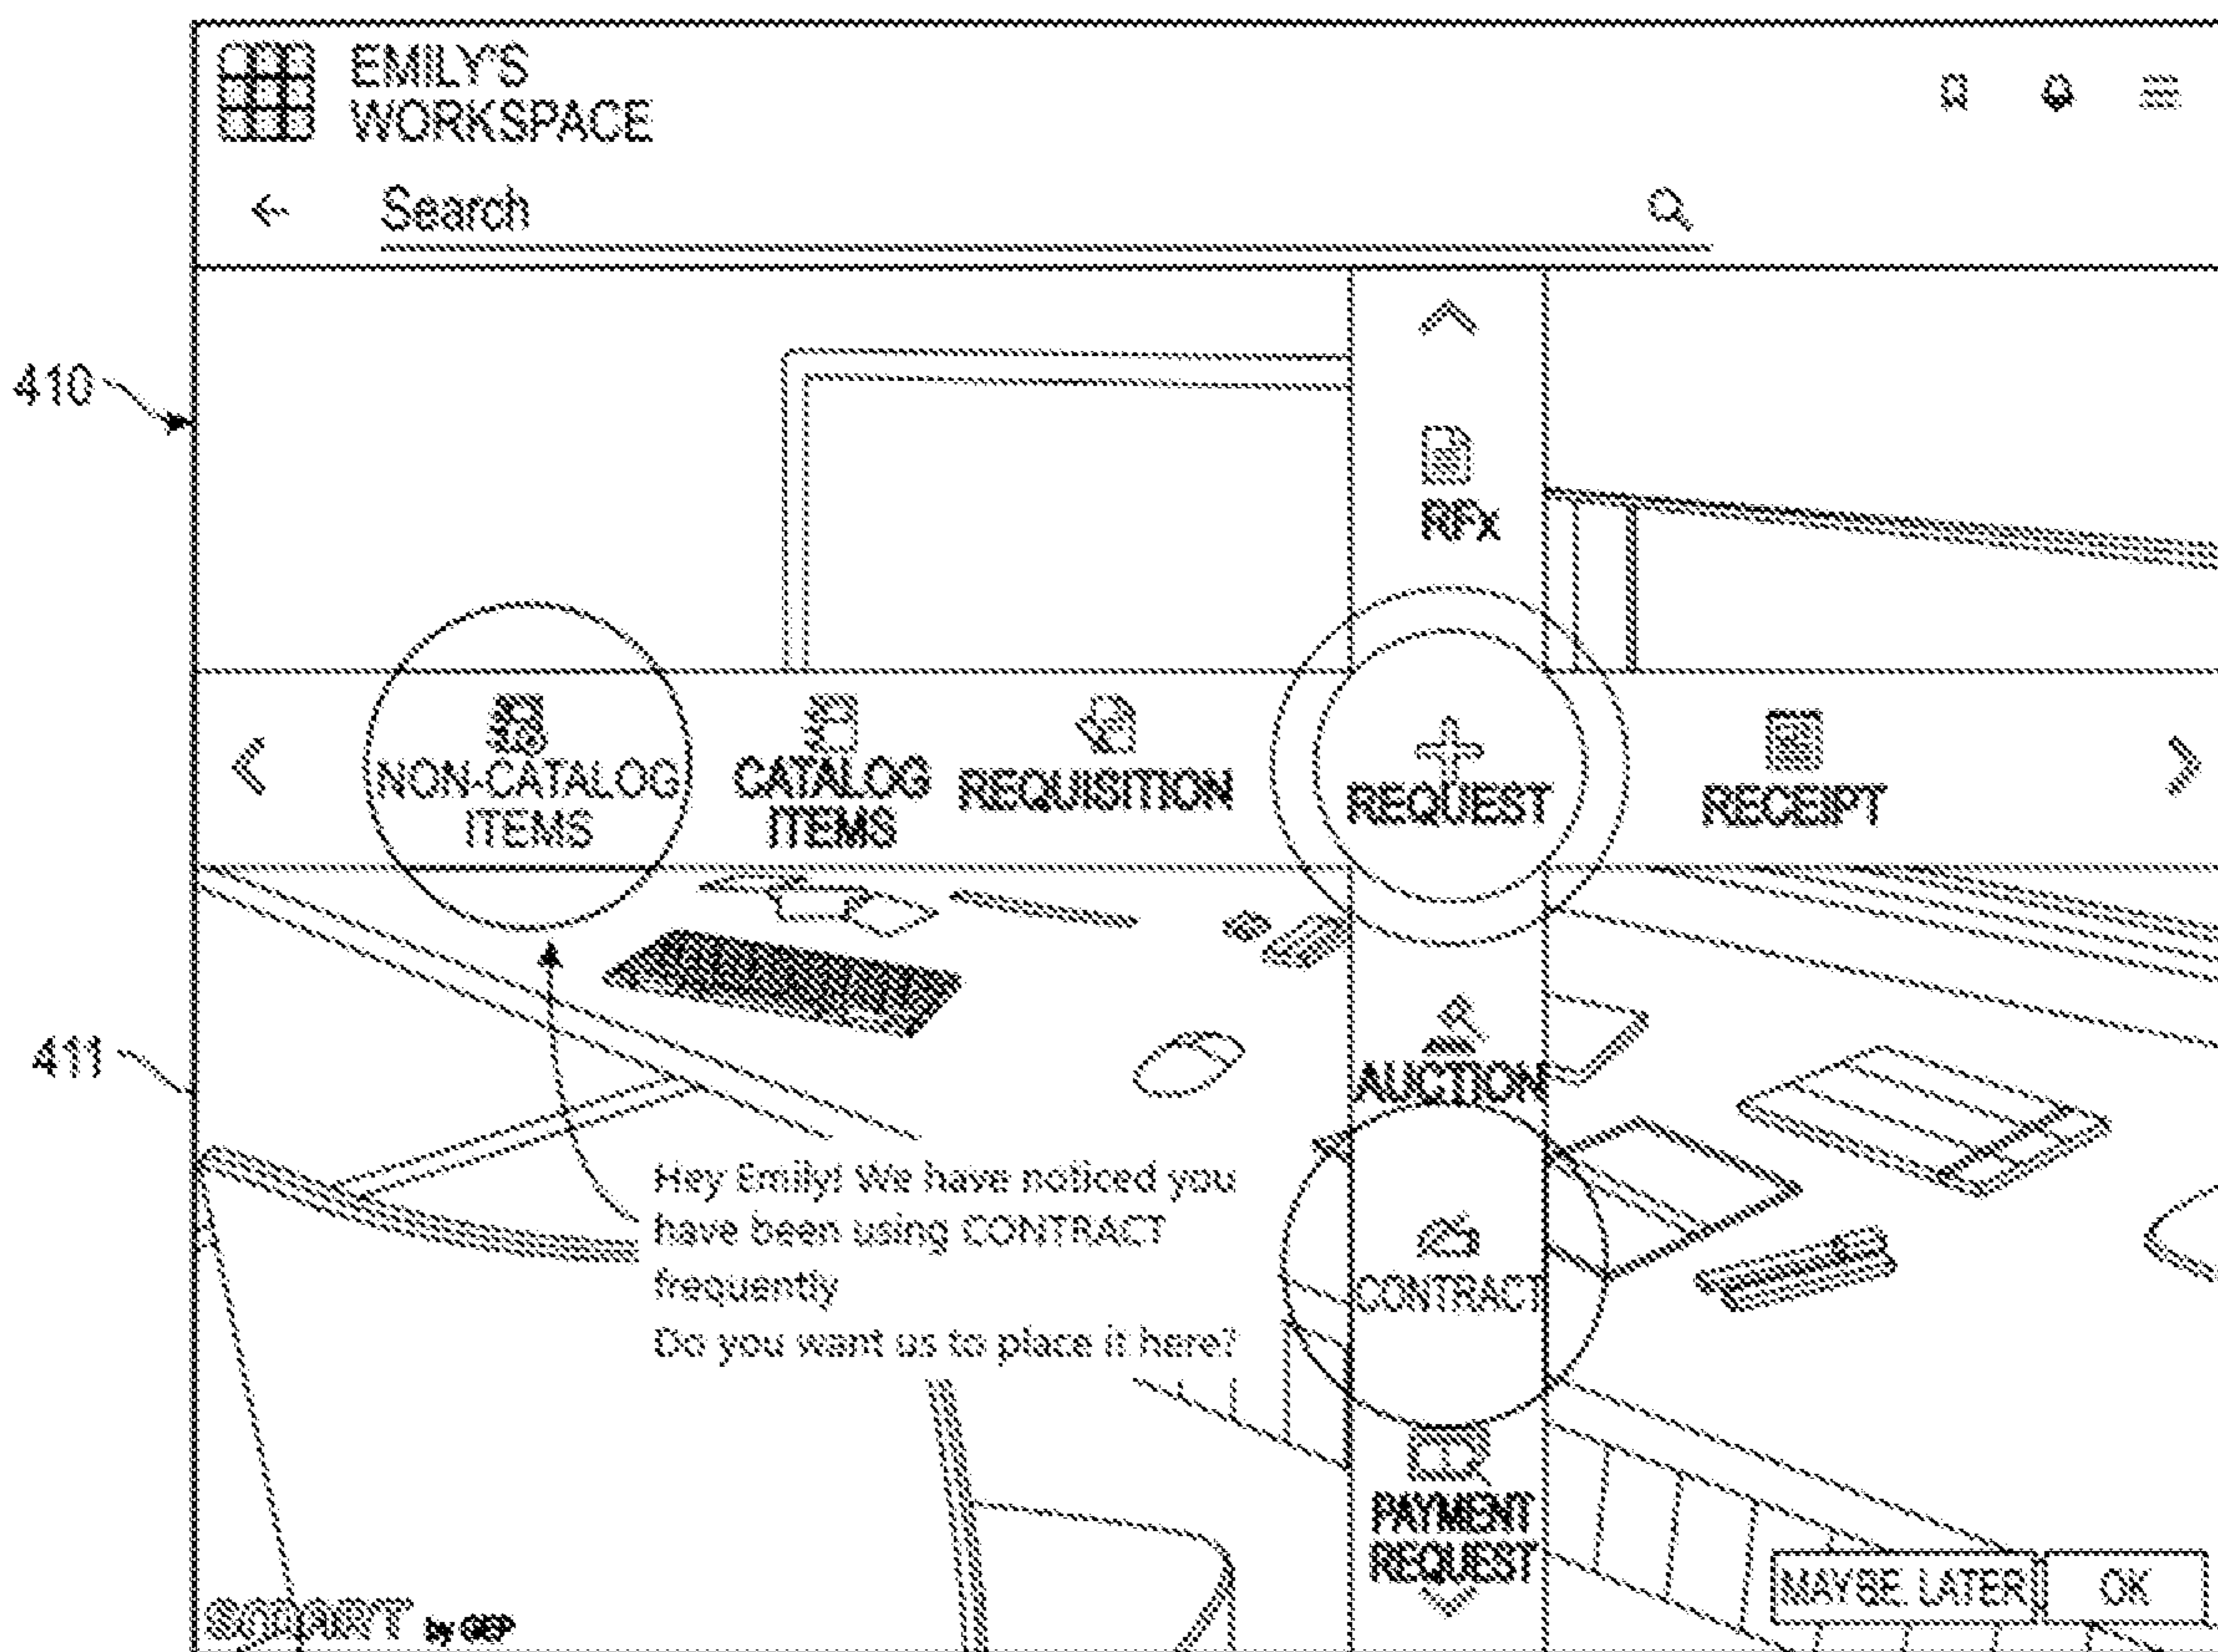 EMILY'S
WORKSPACE
Search
410
RFx
NON-CATALOG
ITEMS
CATALOG
ITEMS
REQUISITION
REQUEST
RECEIPT
411
AUCTION
Hey Emily! We have noticed you
have been using CONTRACT
frequently
Do you want us to place it here?
CONTRACT
PAYMENT
REQUEST
MAYBE LATER
OK
by GEP